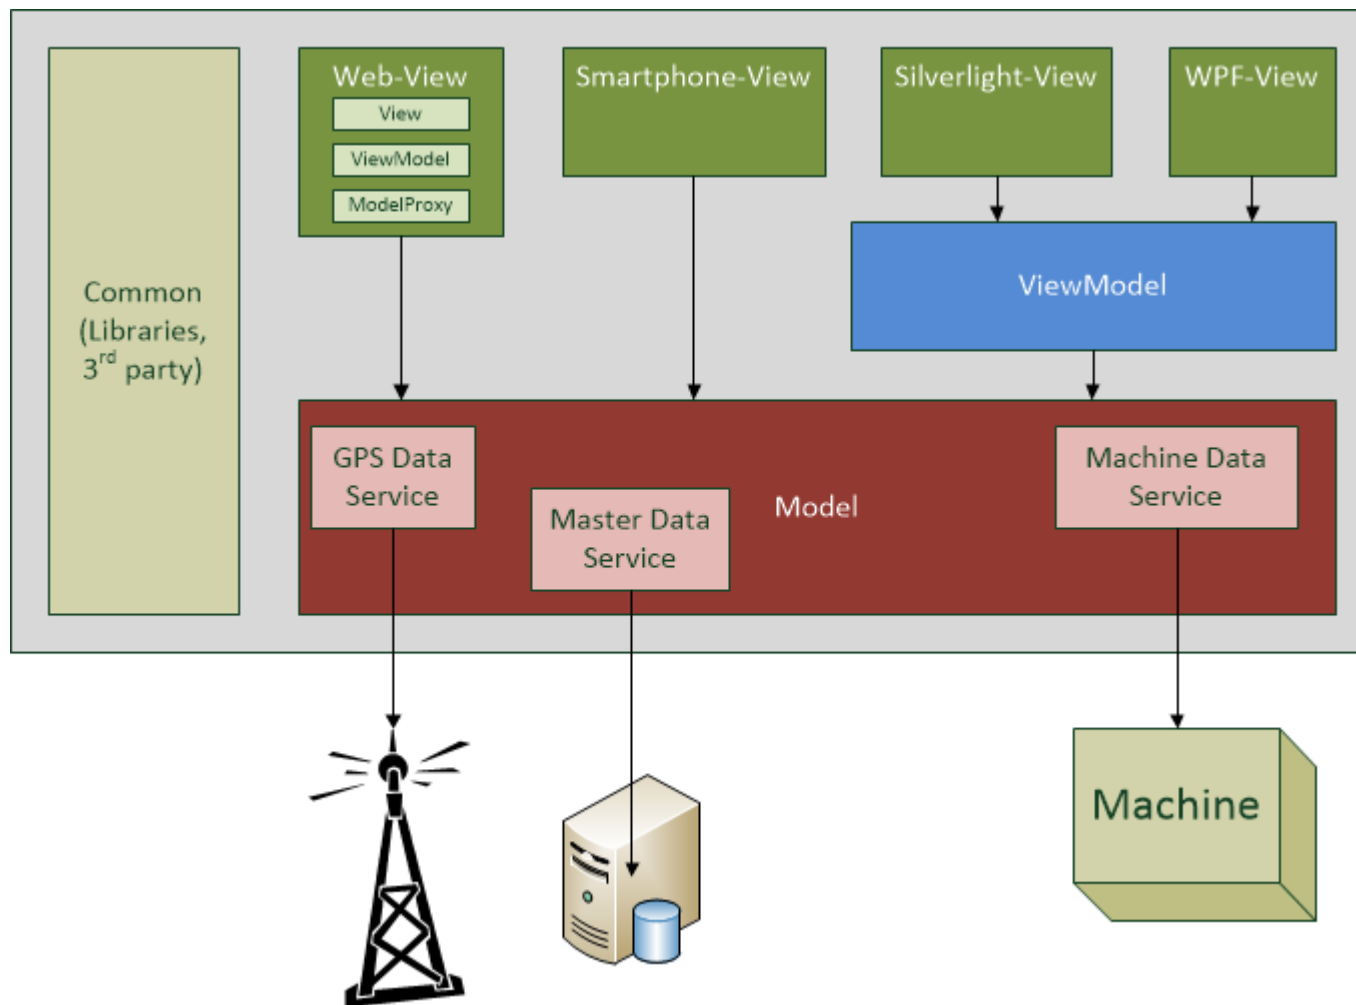 Web-View
View
ViewModel
ModelProxy
Smartphone-View
Silverlight-View
WPF-View
Common
(Libraries,
3rd party)
ViewModel
GPS Data
Service
Master Data
Service
Model
Machine Data
Service
Machine